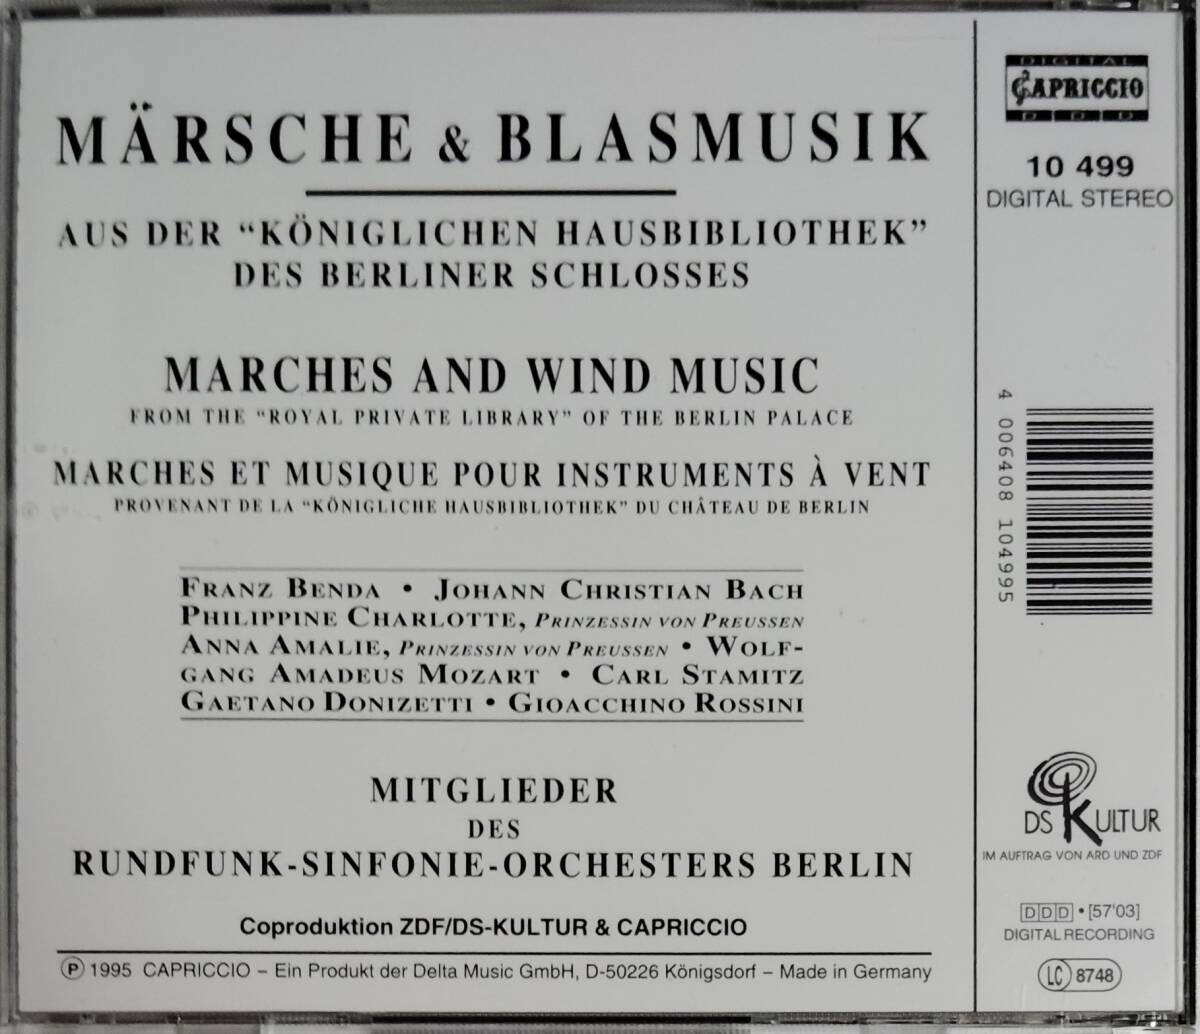 MÄRSCHE & BLASMUSIK
AUS DER “KÖNIGLICHEN HAUSBIBLIOTHEK”
DES BERLINER SCHLOSSES
MARCHES AND WIND MUSIC
FROM THE “ROYAL PRIVATE LIBRARY” OF THE BERLIN PALACE
MARCHES ET MUSIQUE POUR INSTRUMENTS À VENT
PROVENANT DE LA “KÖNIGLICHE HAUSBIBLIOTHEK” DU CHÂTEAU DE BERLIN
FRANZ BENDA • JOHANN CHRISTIAN BACH
PHILIPPINE CHARLOTTE, PRINZESSIN VON PREUSSEN
ANNA AMALIE, PRINZESSIN VON PREUSSEN • WOLF-
GANG AMADEUS MOZART • CARL STAMITZ
GAETANO DONIZETTI • GIOACCHINO ROSSINI
MITGLIEDER
DES
RUNDFUNK-SINFONIE-ORCHESTERS BERLIN
Coproduktion ZDF/DS-KULTUR & CAPRICCIO
Ⓟ 1995 CAPRICCIO – Ein Produkt der Delta Music GmbH, D-50226 Königsdorf – Made in Germany
DIGITAL
CAPRICCIO
DDD
10 499
DIGITAL STEREO
4 006408 104995
DS KULTUR
IM AUFTRAG VON ARD UND ZDF
DDD • [57'03]
DIGITAL RECORDING
LC 8748